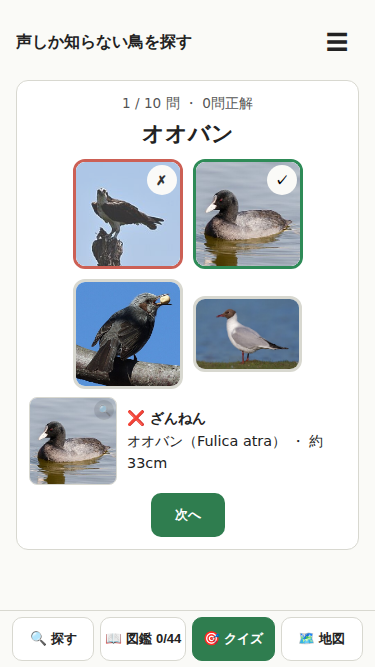 声しか知らない鳥を探す
1 / 10 問 ・ 0問正解
オオバン
✗
✓
❌ ざんねん
オオバン（Fulica atra） ・ 約
33cm
次へ
🔍 探す
📖 図鑑 0/44
🎯 クイズ
🗺️ 地図